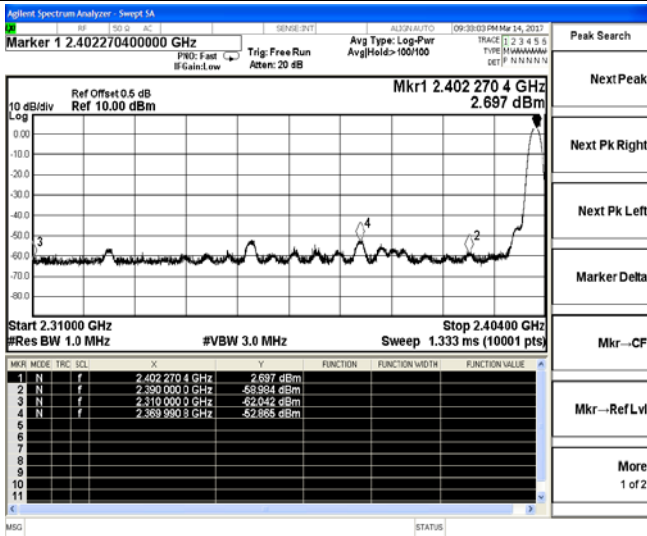 Agilent Spectrum Analyzer - Swept SA
RF 50 Ω AC SENSE:INT ALIGN AUTO 09:33:03 PM Mar 14, 2017
Marker 1 2.402270400000 GHz
PNO: Fast
IFGain:Low
Trig: Free Run
Atten: 20 dB
Avg Type: Log-Pwr
Avg|Hold:> 100/100
TRACE 1 2 3 4 5 6
TYPE M W W W W W
DET P N N N N N
Ref Offset 0.5 dB
Ref 10.00 dBm
10 dB/div
Log
Mkr1 2.402 270 4 GHz
2.697 dBm
0.00
-10.0
-20.0
-30.0
-40.0
-50.0
-60.0
-70.0
-80.0
3
4
2
Start 2.31000 GHz
Stop 2.40400 GHz
#Res BW 1.0 MHz #VBW 3.0 MHz Sweep 1.333 ms (10001 pts)
MKR MODE TRC SCL X Y FUNCTION FUNCTION WIDTH FUNCTION VALUE
1 N f 2.402 270 4 GHz 2.697 dBm
2 N f 2.390 000 0 GHz -58.984 dBm
3 N f 2.310 000 0 GHz -62.042 dBm
4 N f 2.369 990 8 GHz -52.865 dBm
5
6
7
8
9
10
11
MSG STATUS
Peak Search
Next Peak
Next Pk Right
Next Pk Left
Marker Delta
Mkr→CF
Mkr→Ref Lvl
More
1 of 2